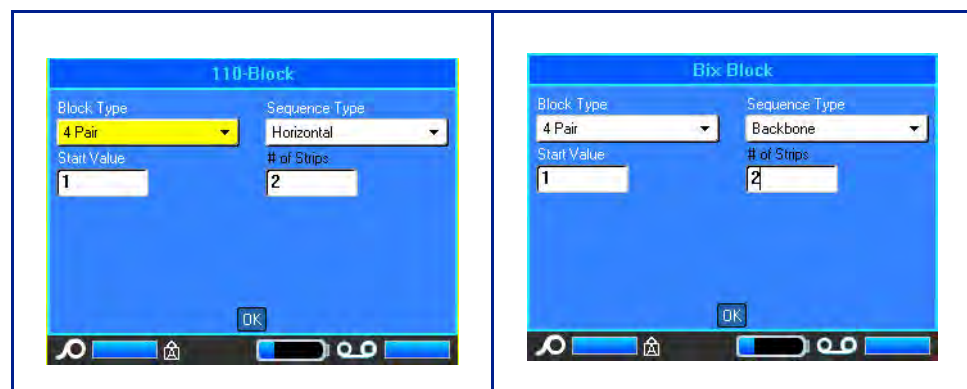 110-Block
Block Type Sequence Type
4 Pair Horizontal
Start Value # of Strips
1 2
OK
A
Bix Block
Block Type Sequence Type
4 Pair Backbone
Start Value # of Strips
1 2
OK
A